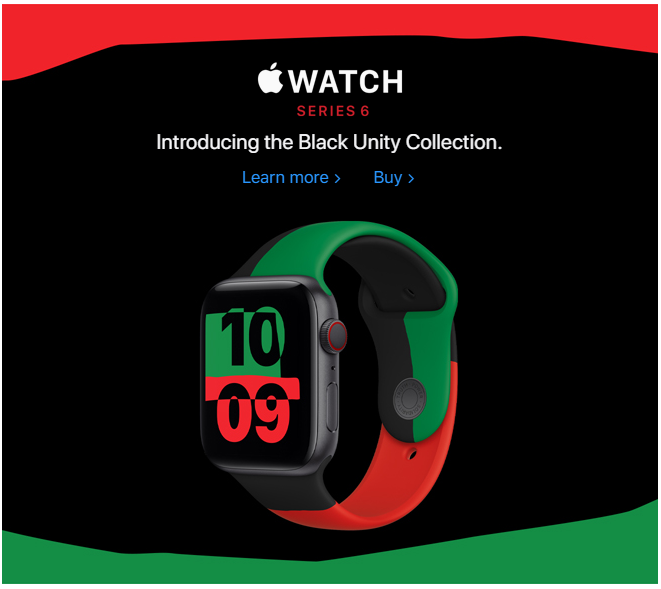 WATCH
SERIES 6
Introducing the Black Unity Collection.
Learn more > Buy >
10
09